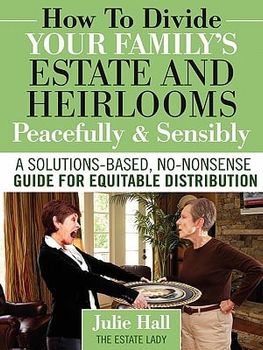 How To Divide
YOUR FAMILY'S
ESTATE AND
HEIRLOOMS
Peacefully & Sensibly
A SOLUTIONS-BASED, NO-NONSENSE
GUIDE FOR EQUITABLE DISTRIBUTION
Julie Hall
THE ESTATE LADY